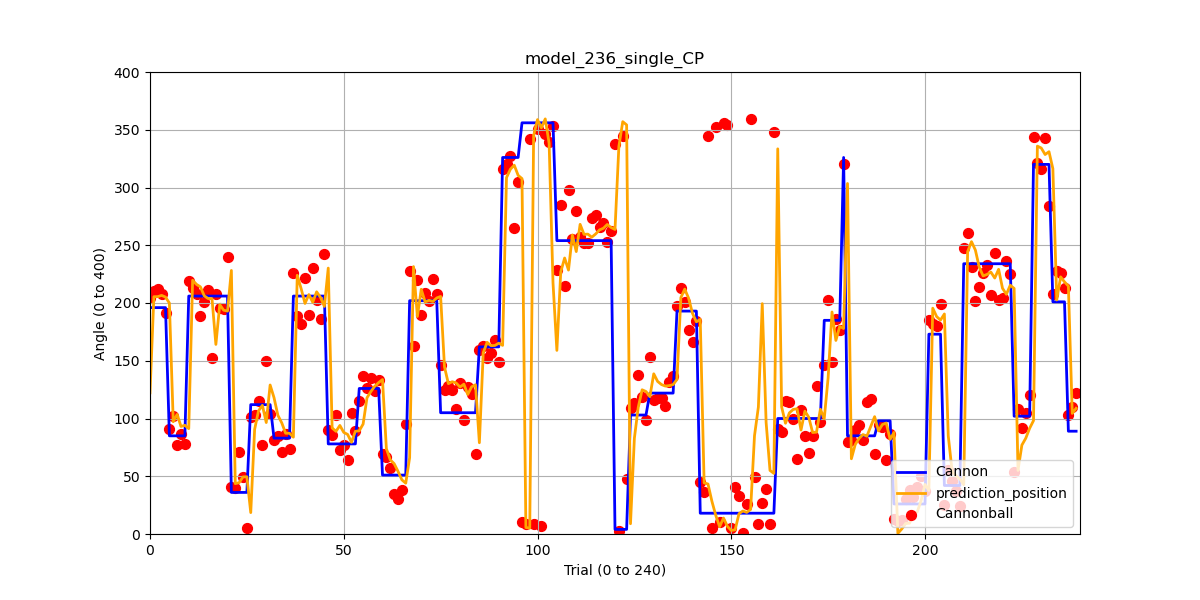 model_236_single_CP
400
350
300
250
200
150
100
50
0
Angle (0 to 400)
0
50
100
150
200
Trial (0 to 240)
Cannon
prediction_position
Cannonball